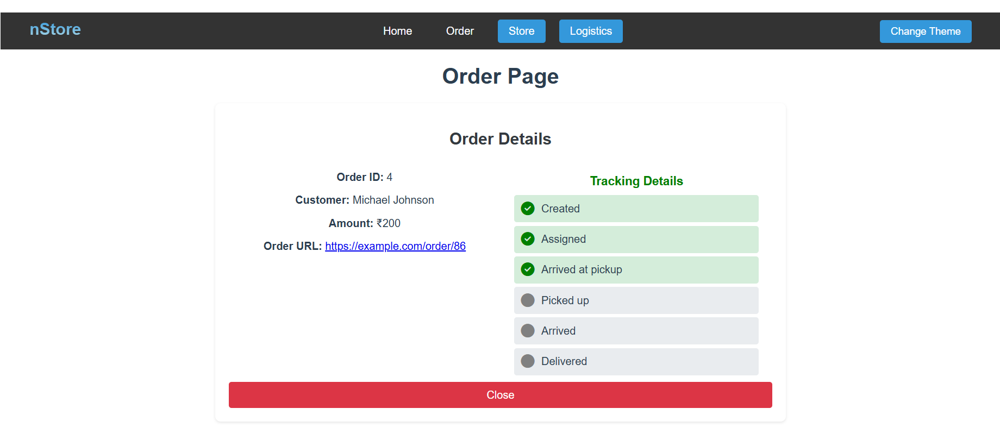 nStore
Home Order Store Logistics Change Theme
Order Page
Order Details
Order ID: 4
Customer: Michael Johnson
Amount: ₹200
Order URL: https://example.com/order/86
Tracking Details
Created
Assigned
Arrived at pickup
Picked up
Arrived
Delivered
Close